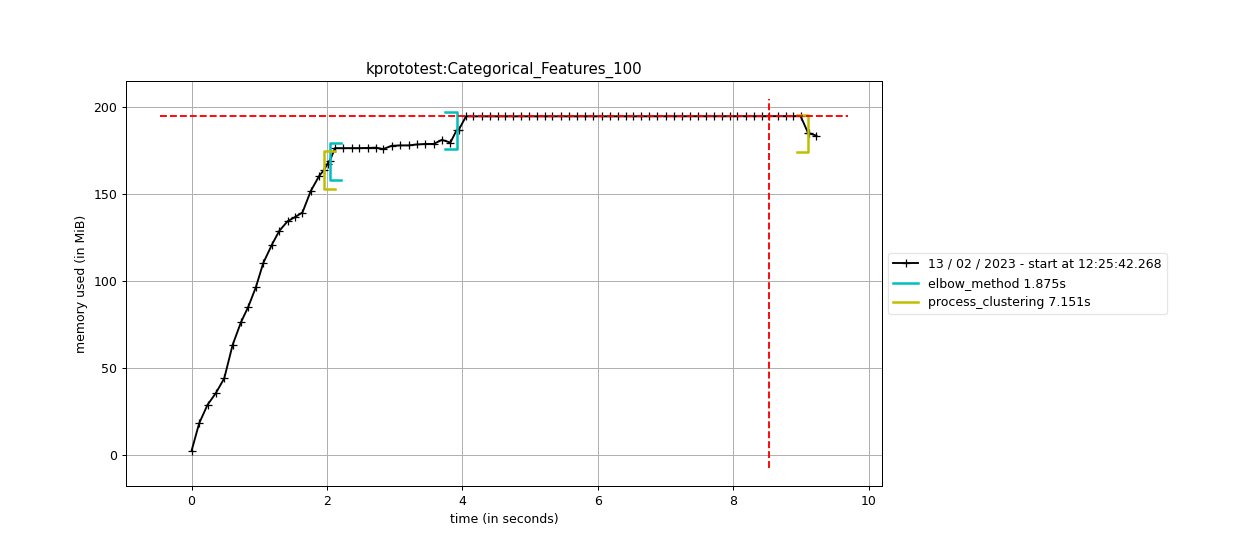 kprototest:Categorical_Features_100
memory used (in MiB)
200
150
100
50
0
0 2 4 6 8 10
time (in seconds)
13 / 02 / 2023 - start at 12:25:42.268
elbow_method 1.875s
process_clustering 7.151s